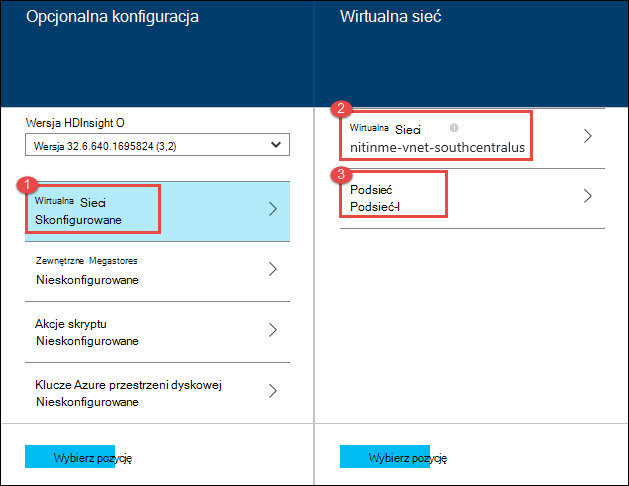 Opcjonalna konfiguracja
Wersja HDInsight O
Wersja 32.6.640.1695824 (3,2)
1
Wirtualna Sieci
Skonfigurowane
Zewnętrzne Megastores
Nieskonfigurowane
Akcje skryptu
Nieskonfigurowane
Klucze Azure przestrzeni dyskowej
Nieskonfigurowane
Wybierz pozycję
Wirtualna sieć
2
Wirtualna Sieci
nitinme-vnet-southcentralus
3
Podsieć
Podsieć-l
Wybierz pozycję